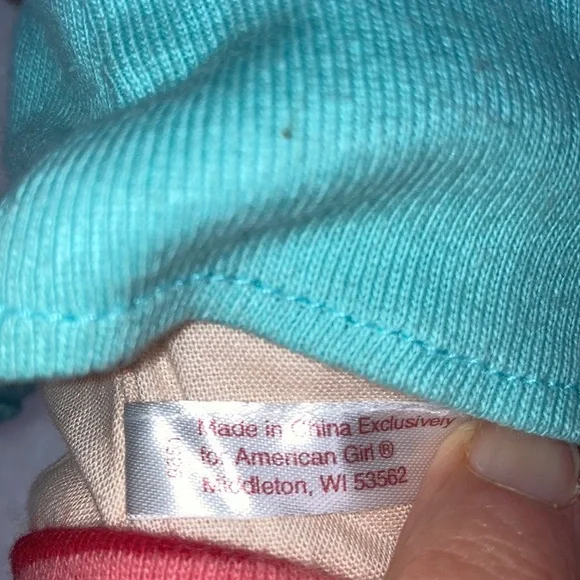 Made in China Exclusively
for American Girl ®
Middleton, WI 53562